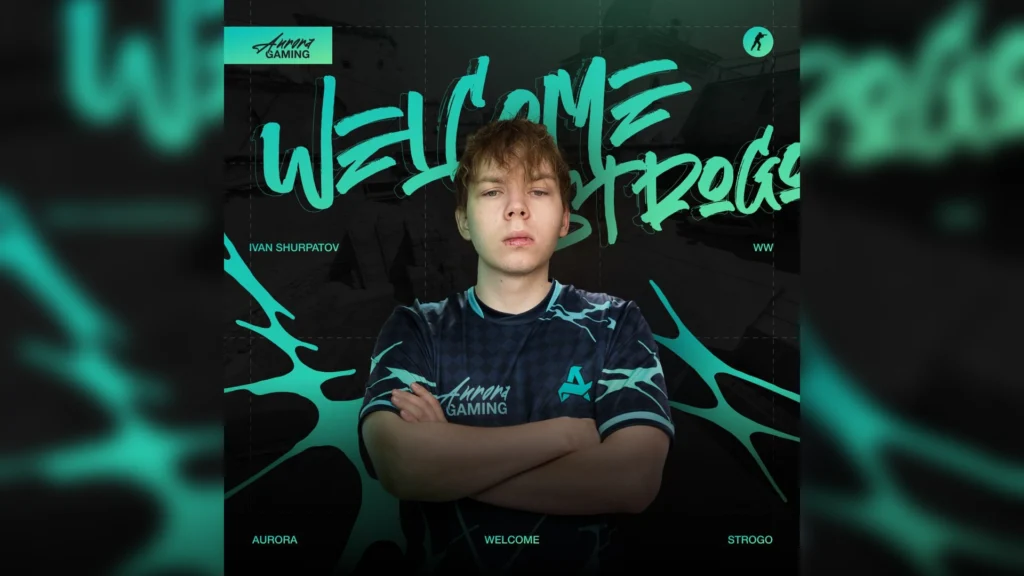 Aurora
GAMING
WELCOME
STROGO
IVAN SHURPATOV
WW
Aurora
GAMING
AURORA
WELCOME
STROGO